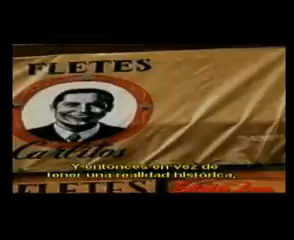 FLETES
Carlitos
Y entonces en vez de
tener una realidad histórica,
FLETES